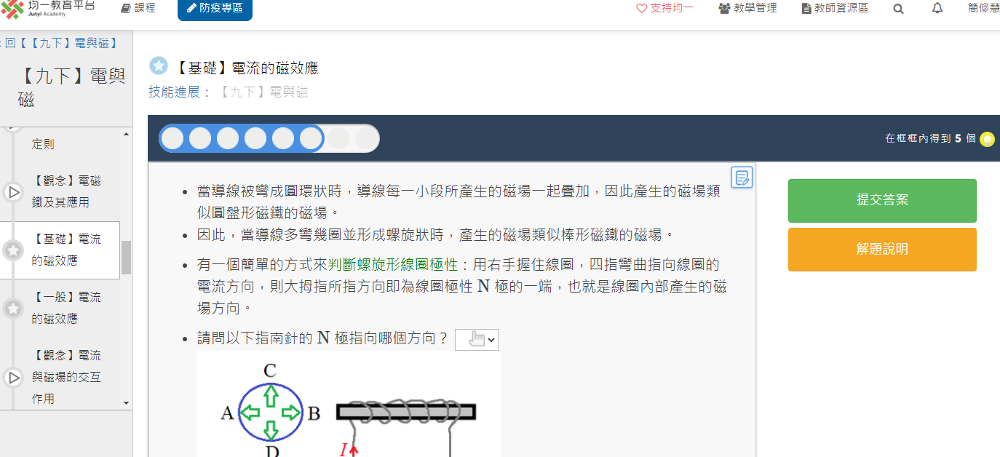 均一教育平台
Junyi Academy
課程
防疫專區
支持均一
教學管理
教師資源區
簡修慧
回【【九下】電與磁】
【九下】電與
磁
定則
【觀念】電磁
鐵及其應用
【基礎】電流
的磁效應
【一般】電流
的磁效應
【觀念】電流
與磁場的交互
作用
【基礎】電流的磁效應
技能進展： 【九下】電與磁
在框框內得到 5 個
當導線被彎成圓環狀時，導線每一小段所產生的磁場一起疊加，因此產生的磁場類
似圓盤形磁鐵的磁場。
因此，當導線多彎幾圈並形成螺旋狀時，產生的磁場類似棒形磁鐵的磁場。
有一個簡單的方式來判斷螺旋形線圈極性：用右手握住線圈，四指彎曲指向線圈的
電流方向，則大拇指所指方向即為線圈極性 N 極的一端，也就是線圈內部產生的磁
場方向。
請問以下指南針的 N 極指向哪個方向？
C
A
B
D
I
提交答案
解題說明